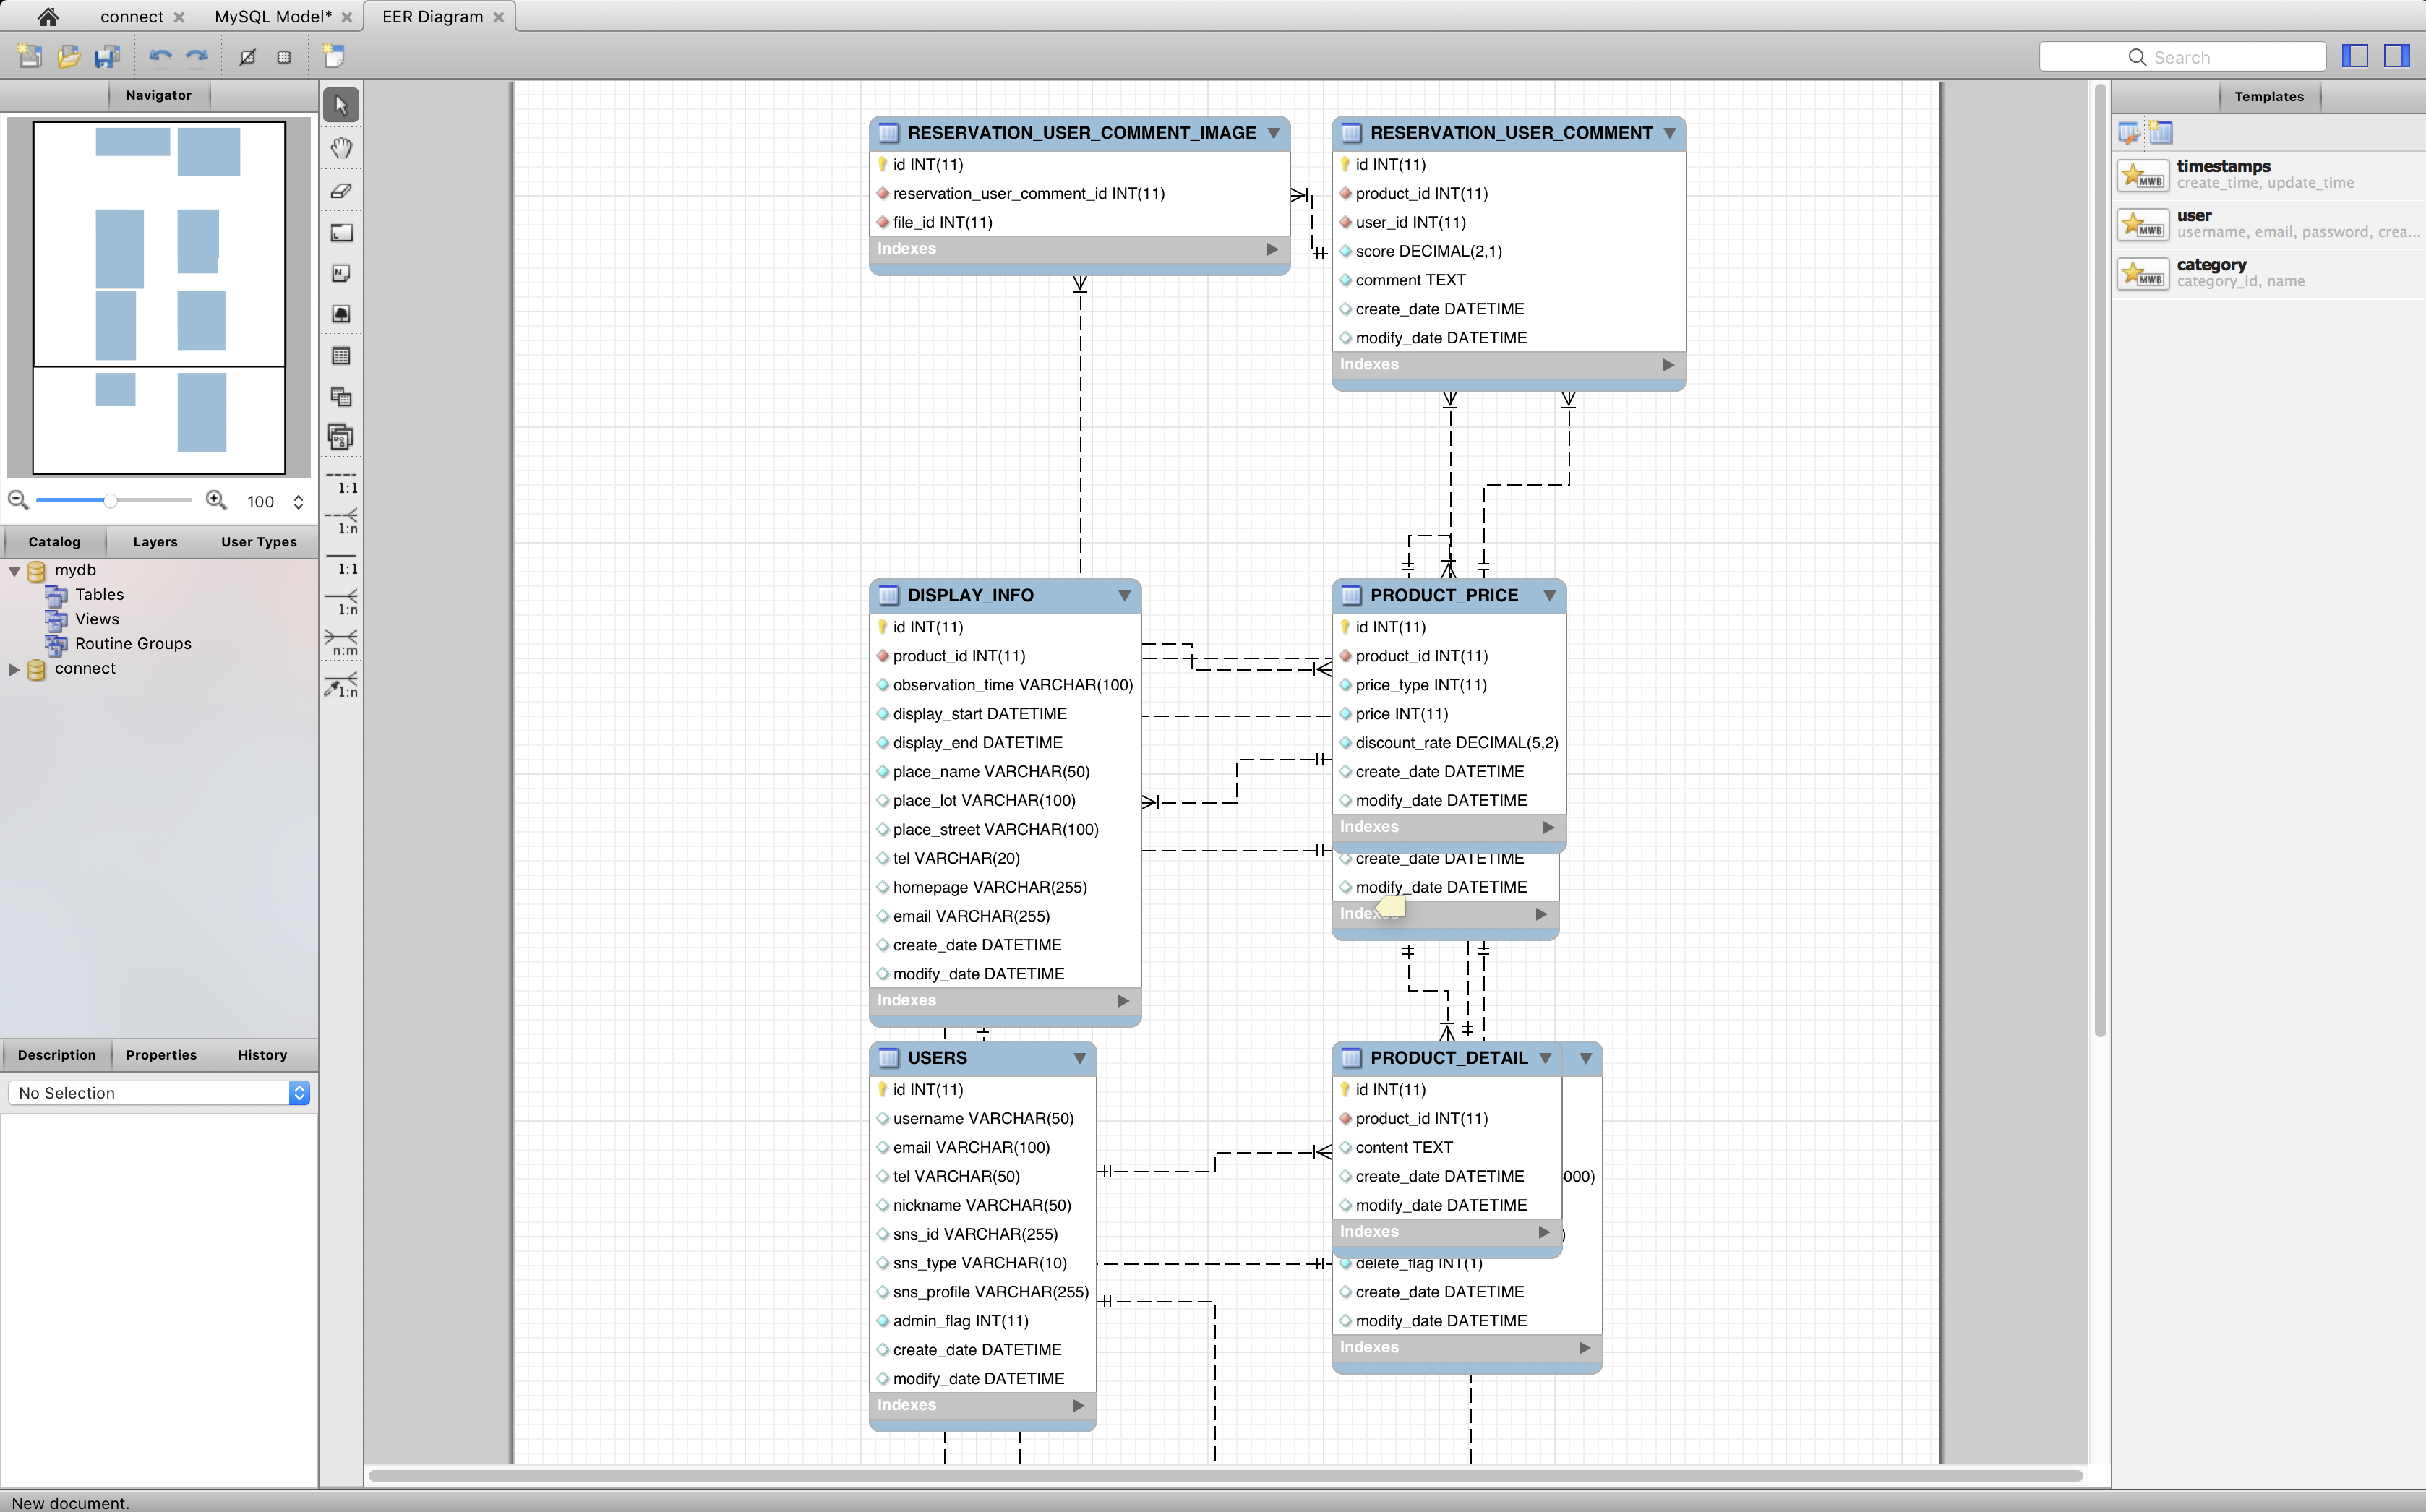 connect
MySQL Model*
EER Diagram
Search
Navigator
100
Catalog
Layers
User Types
mydb
Tables
Views
Routine Groups
connect
Description
Properties
History
No Selection
New document.
1:1
1:n
1:1
1:n
n:m
1:n
RESERVATION_USER_COMMENT_IMAGE
id INT(11)
reservation_user_comment_id INT(11)
file_id INT(11)
Indexes
RESERVATION_USER_COMMENT
id INT(11)
product_id INT(11)
user_id INT(11)
score DECIMAL(2,1)
comment TEXT
create_date DATETIME
modify_date DATETIME
Indexes
DISPLAY_INFO
id INT(11)
product_id INT(11)
observation_time VARCHAR(100)
display_start DATETIME
display_end DATETIME
place_name VARCHAR(50)
place_lot VARCHAR(100)
place_street VARCHAR(100)
tel VARCHAR(20)
homepage VARCHAR(255)
email VARCHAR(255)
create_date DATETIME
modify_date DATETIME
Indexes
PRODUCT_PRICE
id INT(11)
product_id INT(11)
price_type INT(11)
price INT(11)
discount_rate DECIMAL(5,2)
create_date DATETIME
modify_date DATETIME
Indexes
create_date DATETIME
modify_date DATETIME
USERS
id INT(11)
username VARCHAR(50)
email VARCHAR(100)
tel VARCHAR(50)
nickname VARCHAR(50)
sns_id VARCHAR(255)
sns_type VARCHAR(10)
sns_profile VARCHAR(255)
admin_flag INT(11)
create_date DATETIME
modify_date DATETIME
Indexes
PRODUCT_DETAIL
id INT(11)
product_id INT(11)
content TEXT
create_date DATETIME
000)
modify_date DATETIME
Indexes
)
delete_flag INT(1)
create_date DATETIME
modify_date DATETIME
Indexes
Templates
MWB
timestamps
create_time, update_time
MWB
user
username, email, password, crea...
MWB
category
category_id, name